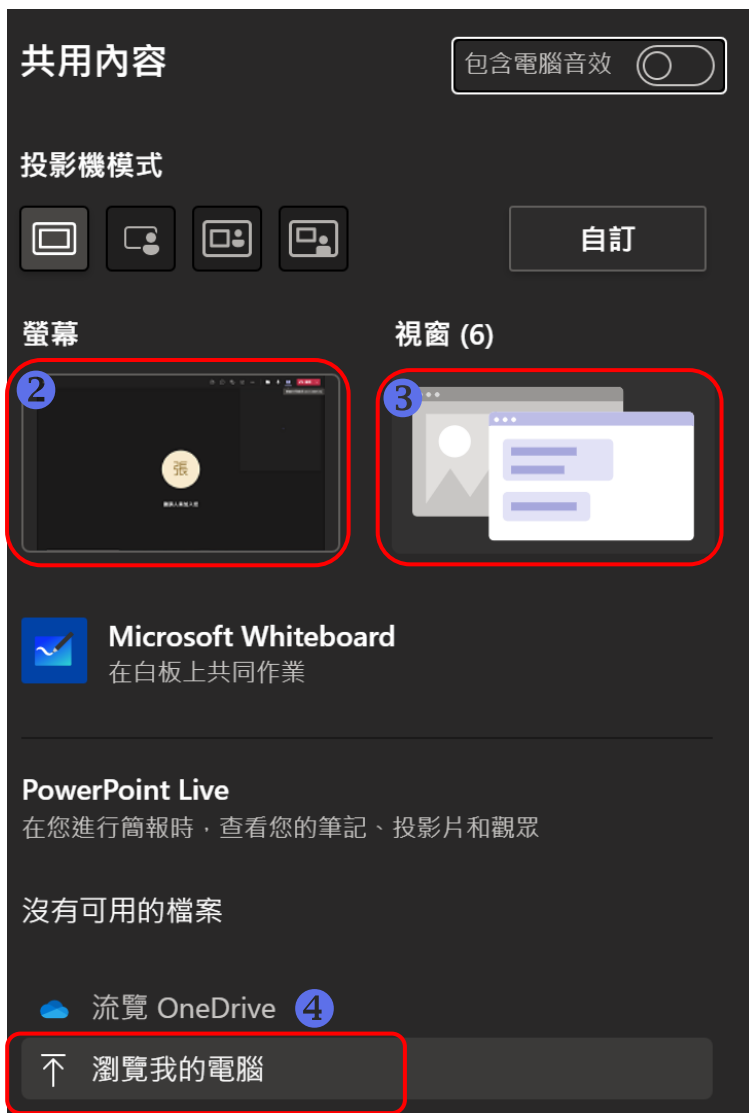 共用內容
包含電腦音效
投影機模式
自訂
螢幕
視窗 (6)
2
3
張
Microsoft Whiteboard
在白板上共同作業
PowerPoint Live
在您進行簡報時，查看您的筆記、投影片和觀眾
沒有可用的檔案
流覽 OneDrive 4
瀏覽我的電腦